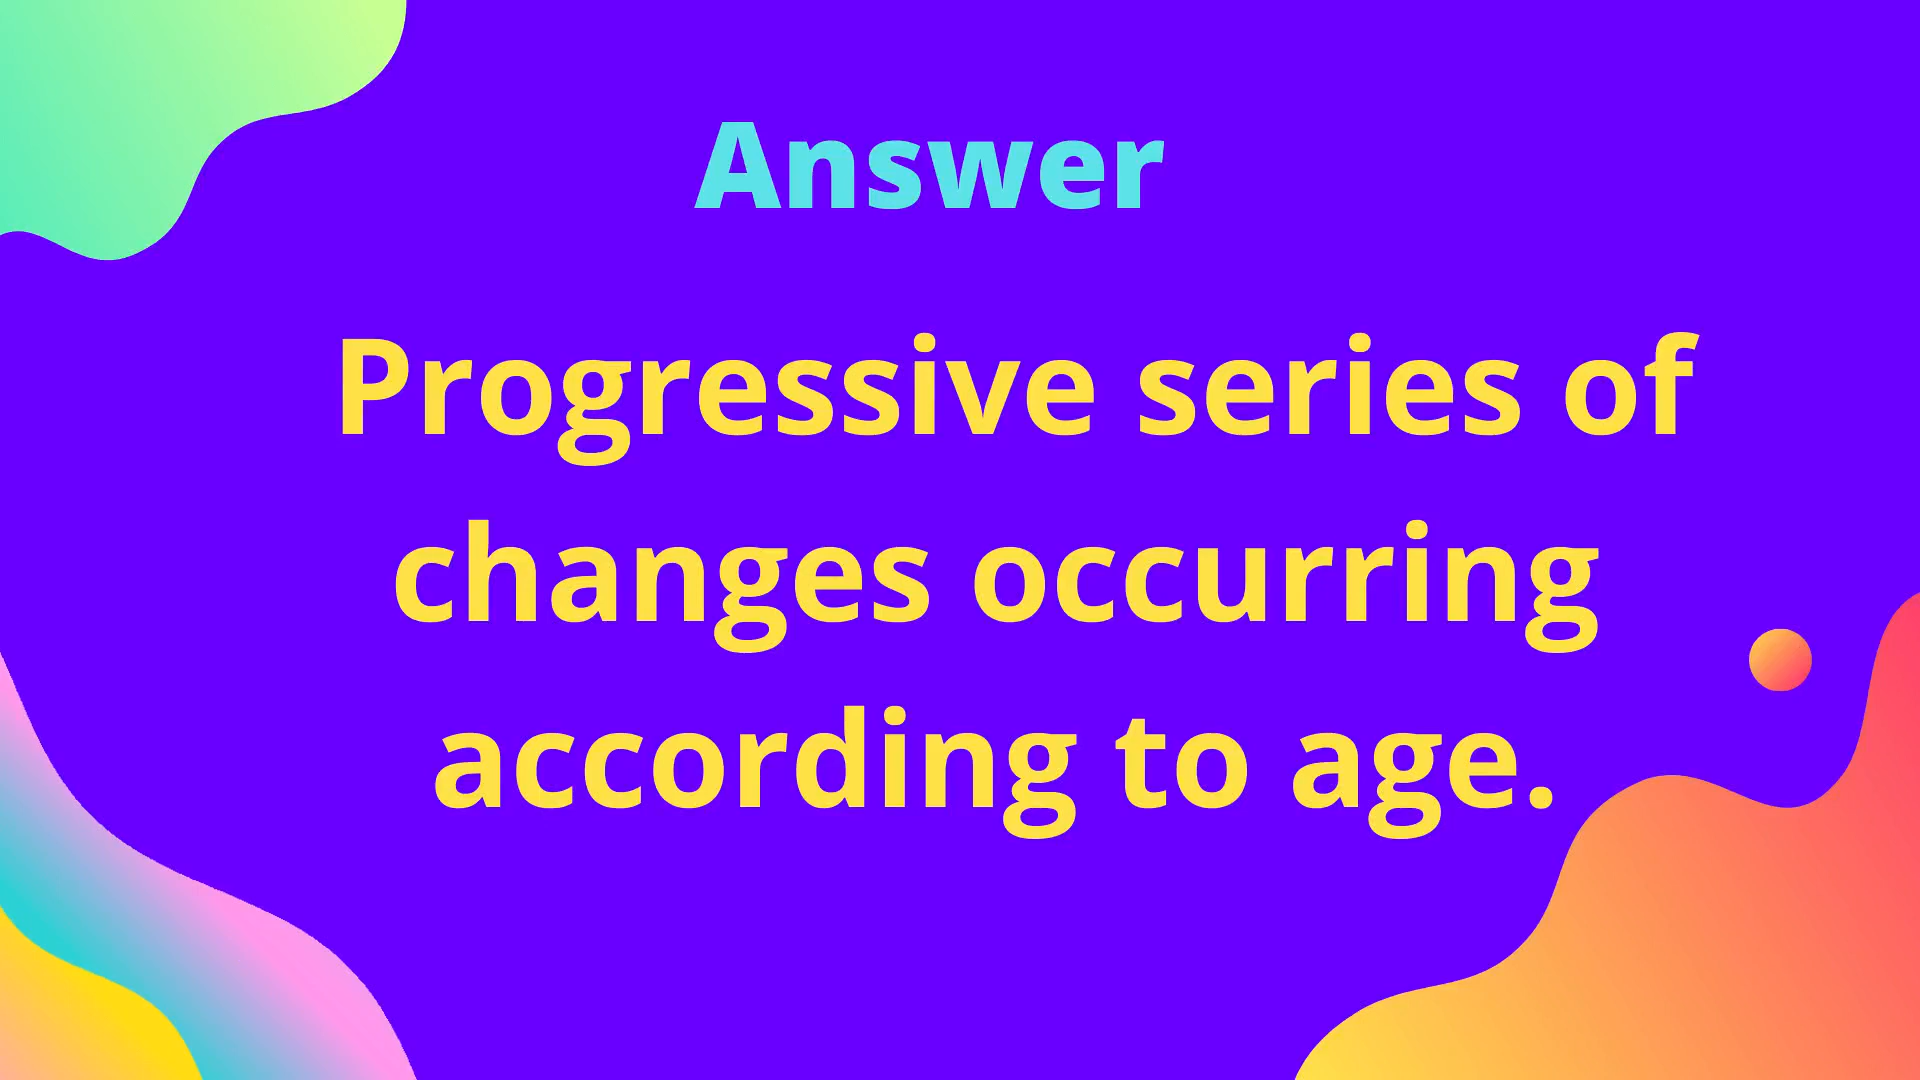 Answer
Progressive series of
changes occurring
according to age.